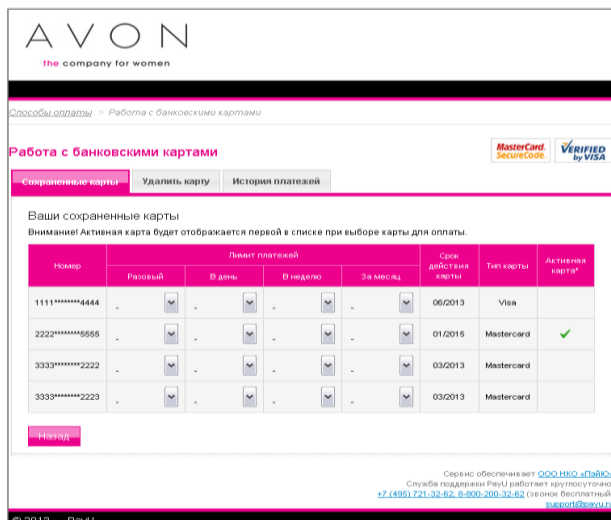 AVON
the company for women
Способы оплаты > Работа с банковскими картами
Работа с банковскими картами
MasterCard. SecureCode.
VERIFIED by VISA
Сохраненные карты Удалить карту История платежей
Ваши сохраненные карты
Внимание! Активная карта будет отображается первой в списке при выборе карты для оплаты.
Номер Лимит платежей Срок действия карты Тип карты Активная карта*
Разовый В день В неделю За месяц
1111********4444 - - - - 06/2013 Visa
2222********5555 - - - - 01/2015 Mastercard ✓
3333********2222 - - - - 03/2013 Mastercard
3333********2223 - - - - 03/2013 Mastercard
Назад
Сервис обеспечивает ООО НКО «ПэйЮ»
Служба поддержки PayU работает круглосуточно
+7 (495) 721-32-62, 8-800-200-32-62 (звонок бесплатный
support@payu.r
© 2012 PayU